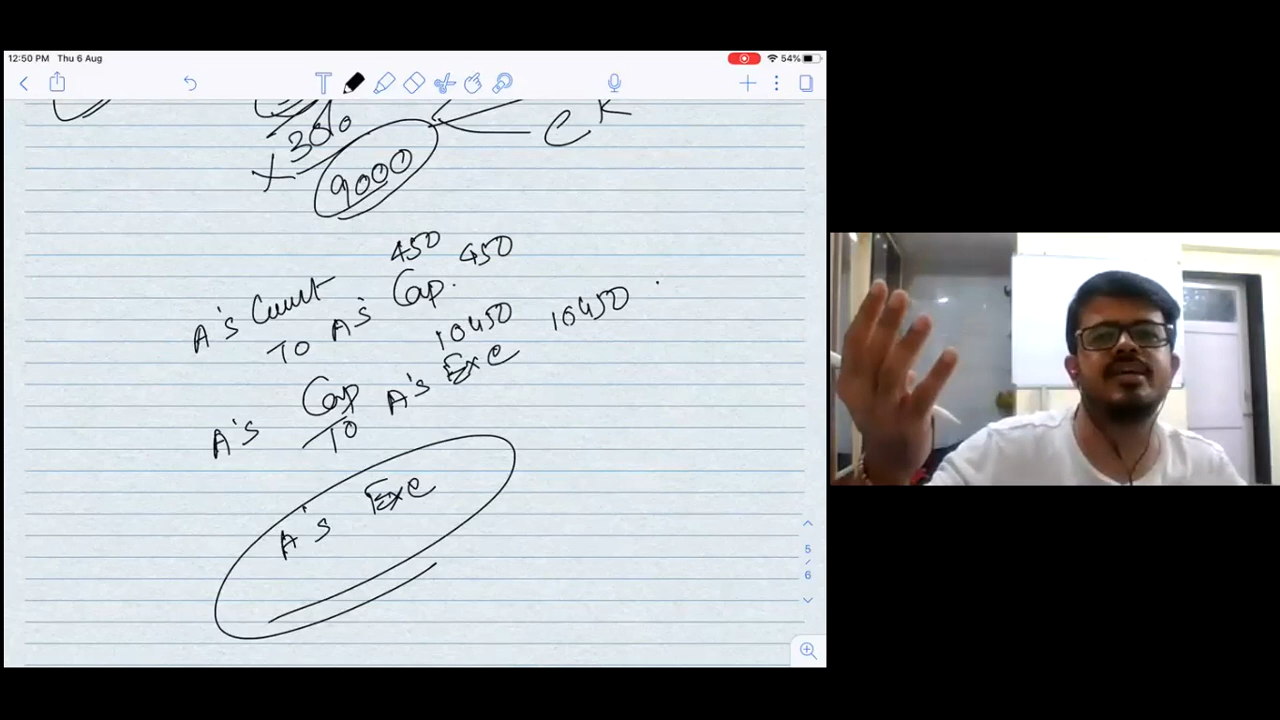 12:50 PM Thu 6 Aug
54%
T
30%
X
9000
450 450
A's
To A's Cap.
10450 10450
A's Cap
To A's Exe
A's Exe
5
6